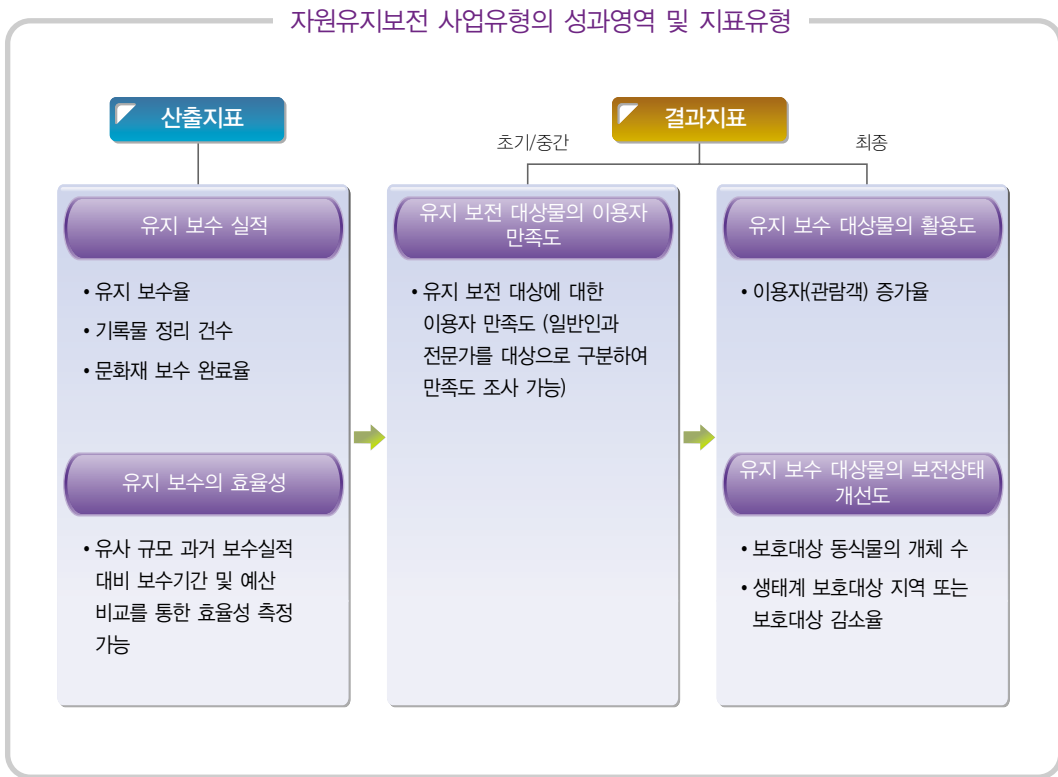 자원유지보전 사업유형의 성과영역 및 지표유형
산출지표
결과지표
초기/중간
최종
유지 보수 실적
• 유지 보수율
• 기록물 정리 건수
• 문화재 보수 완료율
유지 보수의 효율성
• 유사 규모 과거 보수실적
대비 보수기간 및 예산
비교를 통한 효율성 측정
가능
유지 보전 대상물의 이용자
만족도
• 유지 보전 대상에 대한
이용자 만족도 (일반인과
전문가를 대상으로 구분하여
만족도 조사 가능)
유지 보수 대상물의 활용도
• 이용자(관람객) 증가율
유지 보수 대상물의 보전상태
개선도
• 보호대상 동식물의 개체 수
• 생태계 보호대상 지역 또는
보호대상 감소율